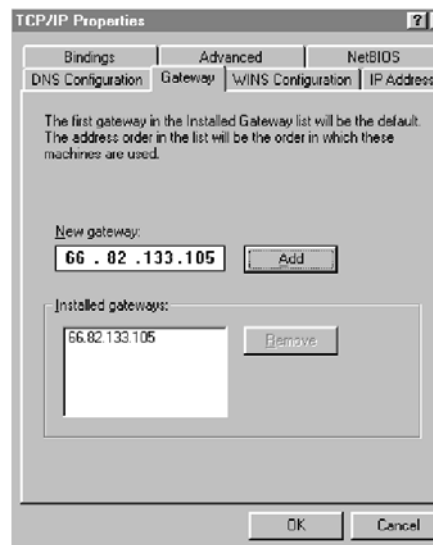 TCP/IP Properties
?
Bindings Advanced NetBIOS
DNS Configuration Gateway WINS Configuration IP Address
The first gateway in the Installed Gateway list will be the default.
The address order in the list will be the order in which these
machines are used.
New gateway:
66 . 82 .133.105 Add
Installed gateways:
66.82.133.105 Remove
OK Cancel